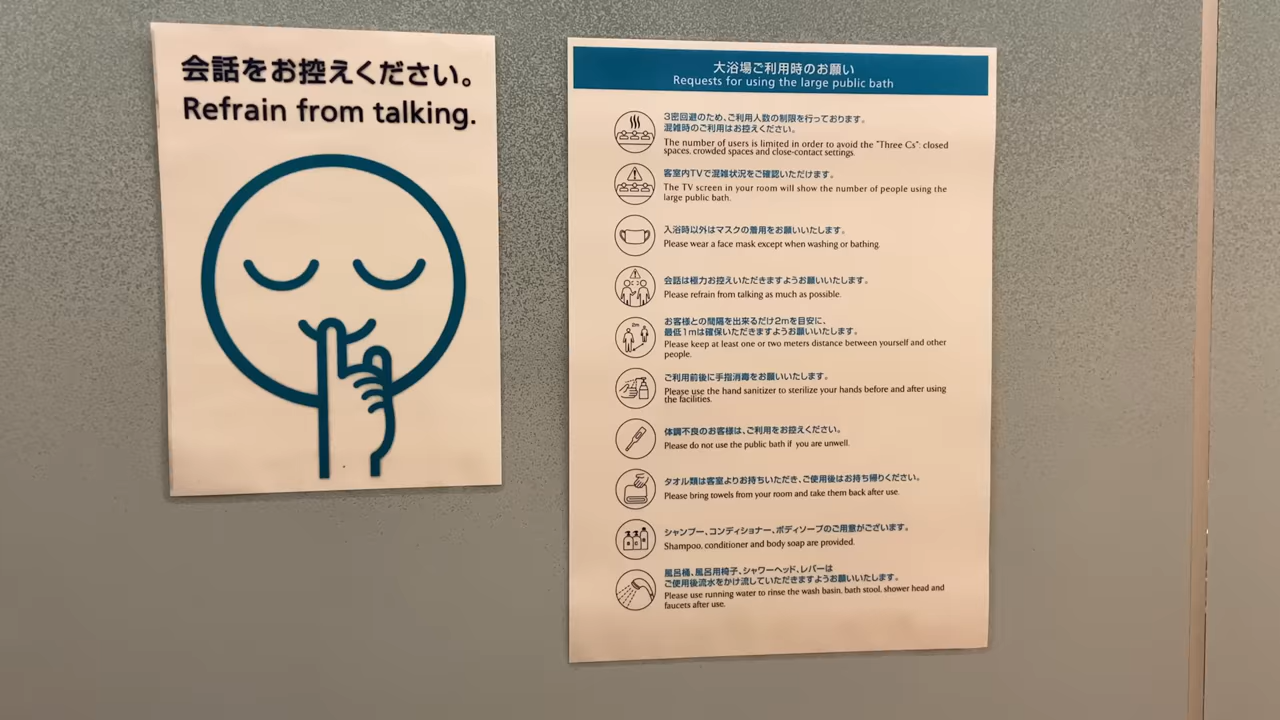 会話をお控えください。
Refrain from talking.
大浴場ご利用時のお願い
Requests for using the large public bath
3密回避のため、ご利用人数の制限を行っております。
混雑時のご利用はお控えください。
The number of users is limited in order to avoid the "Three Cs": closed
spaces, crowded spaces and close-contact settings.
客室内TVで混雑状況をご確認いただけます。
The TV screen in your room will show the number of people using the
large public bath.
入浴時以外はマスクの着用をお願いいたします。
Please wear a face mask except when washing or bathing.
会話は極力お控えいただきますようお願いいたします。
Please refrain from talking as much as possible.
2m
お客様との間隔を出来るだけ2mを目安に、
最低1mは確保いただきますようお願いいたします。
Please keep at least one or two meters distance between yourself and other
people.
ご利用前後に手指消毒をお願いいたします。
Please use the hand sanitizer to sterilize your hands before and after using
the facilities.
体調不良のお客様は、ご利用をお控えください。
Please do not use the public bath if you are unwell.
タオル類は客室よりお持ちいただき、ご使用後はお持ち帰りください。
Please bring towels from your room and take them back after use.
シャンプー、コンディショナー、ボディソープのご用意がございます。
Shampoo, conditioner and body soap are provided.
風呂桶、風呂用椅子、シャワーヘッド、レバーは
ご使用後流水をかけ流していただきますようお願いいたします。
Please use running water to rinse the wash basin, bath stool, shower head and
faucets after use.